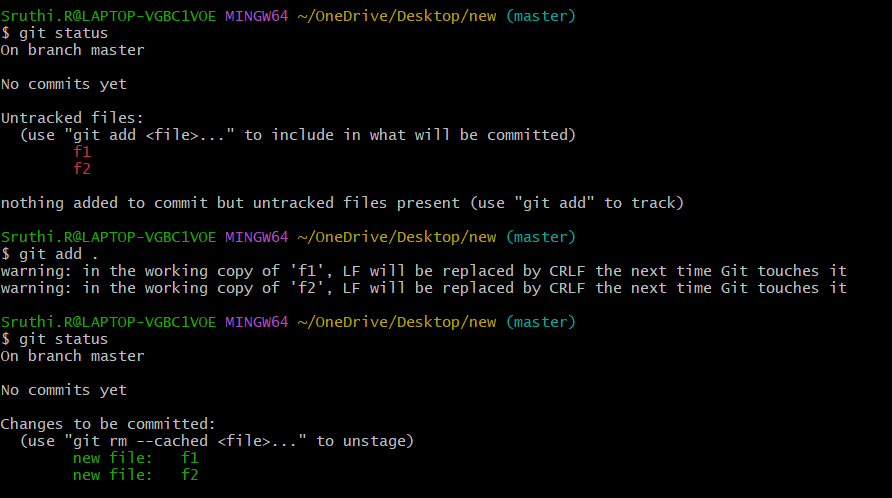 Sruthi.R@LAPTOP-VGBC1VOE MINGW64 ~/OneDrive/Desktop/new (master)
$ git status
On branch master

No commits yet

Untracked files:
  (use "git add <file>..." to include in what will be committed)
        f1
        f2

nothing added to commit but untracked files present (use "git add" to track)

Sruthi.R@LAPTOP-VGBC1VOE MINGW64 ~/OneDrive/Desktop/new (master)
$ git add .
warning: in the working copy of 'f1', LF will be replaced by CRLF the next time Git touches it
warning: in the working copy of 'f2', LF will be replaced by CRLF the next time Git touches it

Sruthi.R@LAPTOP-VGBC1VOE MINGW64 ~/OneDrive/Desktop/new (master)
$ git status
On branch master

No commits yet

Changes to be committed:
  (use "git rm --cached <file>..." to unstage)
        new file:   f1
        new file:   f2